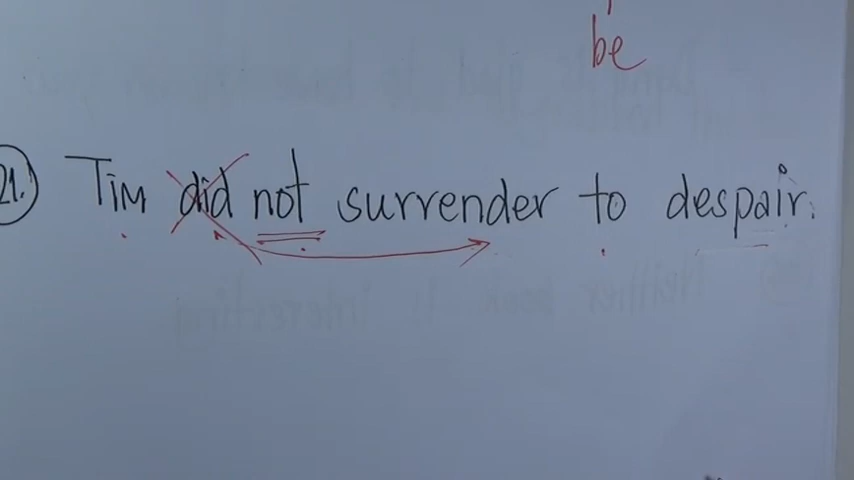 be
21. Tim did not surrender to despair.